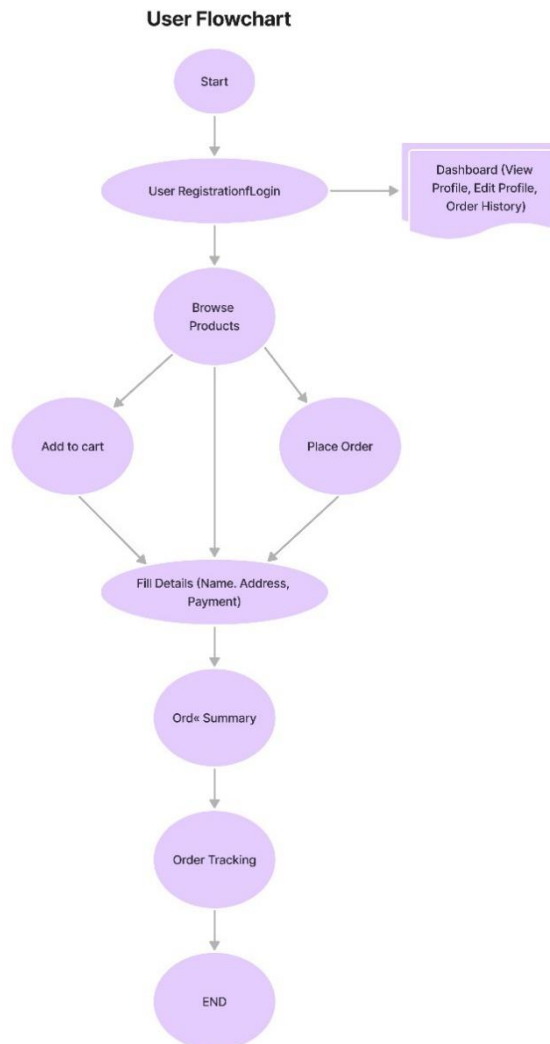 User Flowchart
Start
User RegistrationfLogin
Dashboard (View
Profile, Edit Profile,
Order History)
Browse
Products
Add to cart
Place Order
Fill Details (Name. Address,
Payment)
Ord« Summary
Order Tracking
END